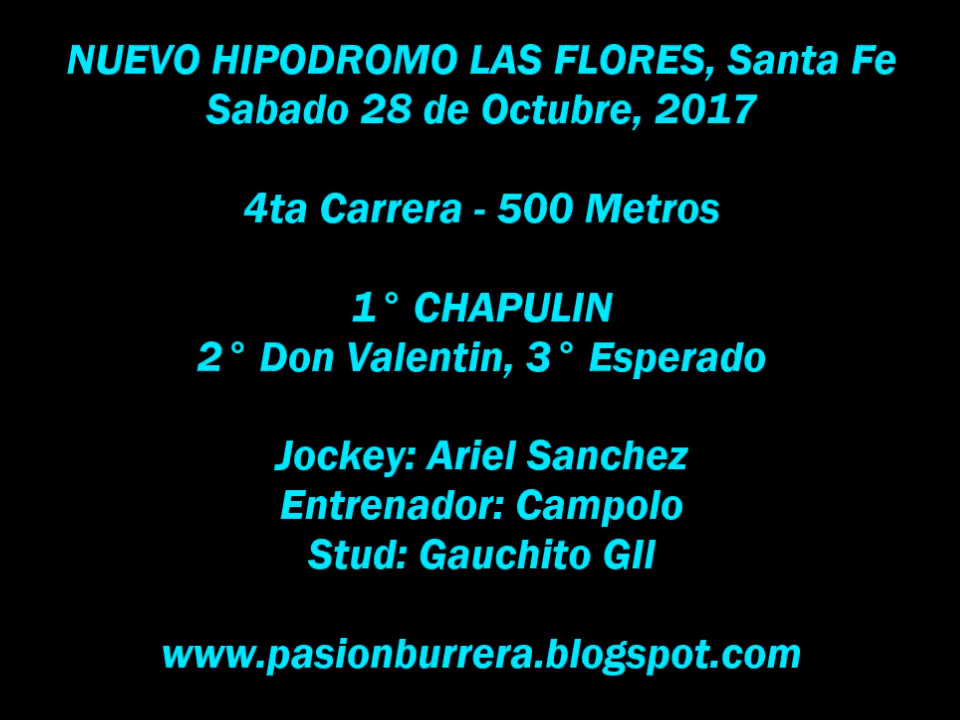 NUEVO HIPODROMO LAS FLORES, Santa Fe
Sabado 28 de Octubre, 2017
4ta Carrera - 500 Metros
1° CHAPULIN
2° Don Valentin, 3° Esperado
Jockey: Ariel Sanchez
Entrenador: Campolo
Stud: Gauchito GIl
www.pasionburrera.blogspot.com